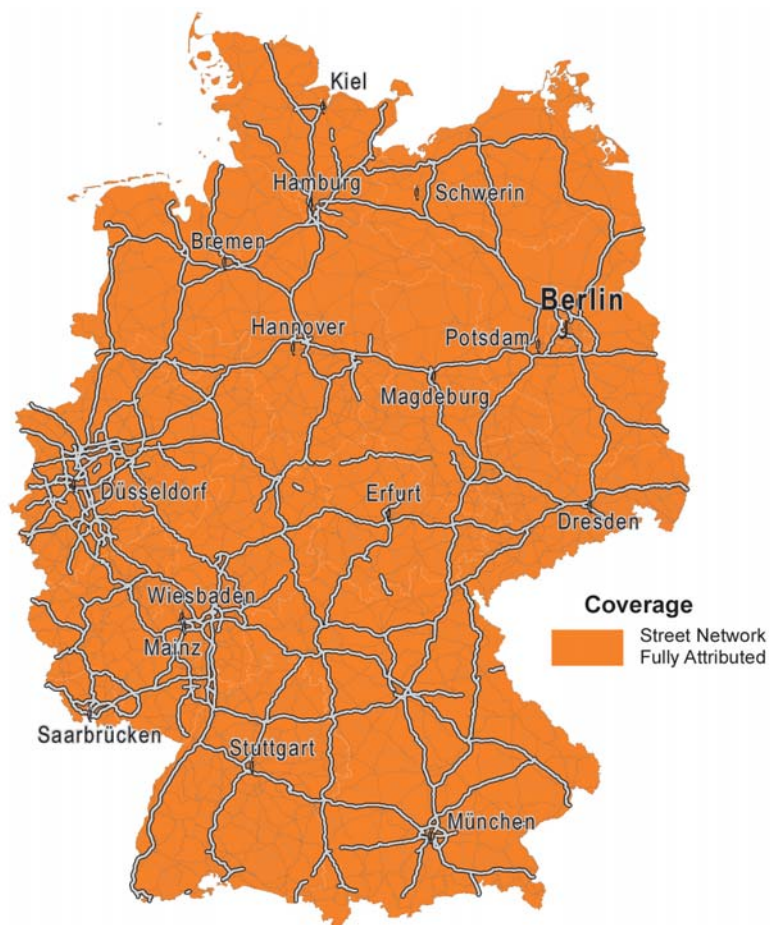 Kiel
Hamburg
Schwerin
Bremen
Berlin
Hannover
Potsdam
Magdeburg
Düsseldorf
Erfurt
Dresden
Wiesbaden
Mainz
Coverage
Street Network
Fully Attributed
Saarbrücken
Stuttgart
München